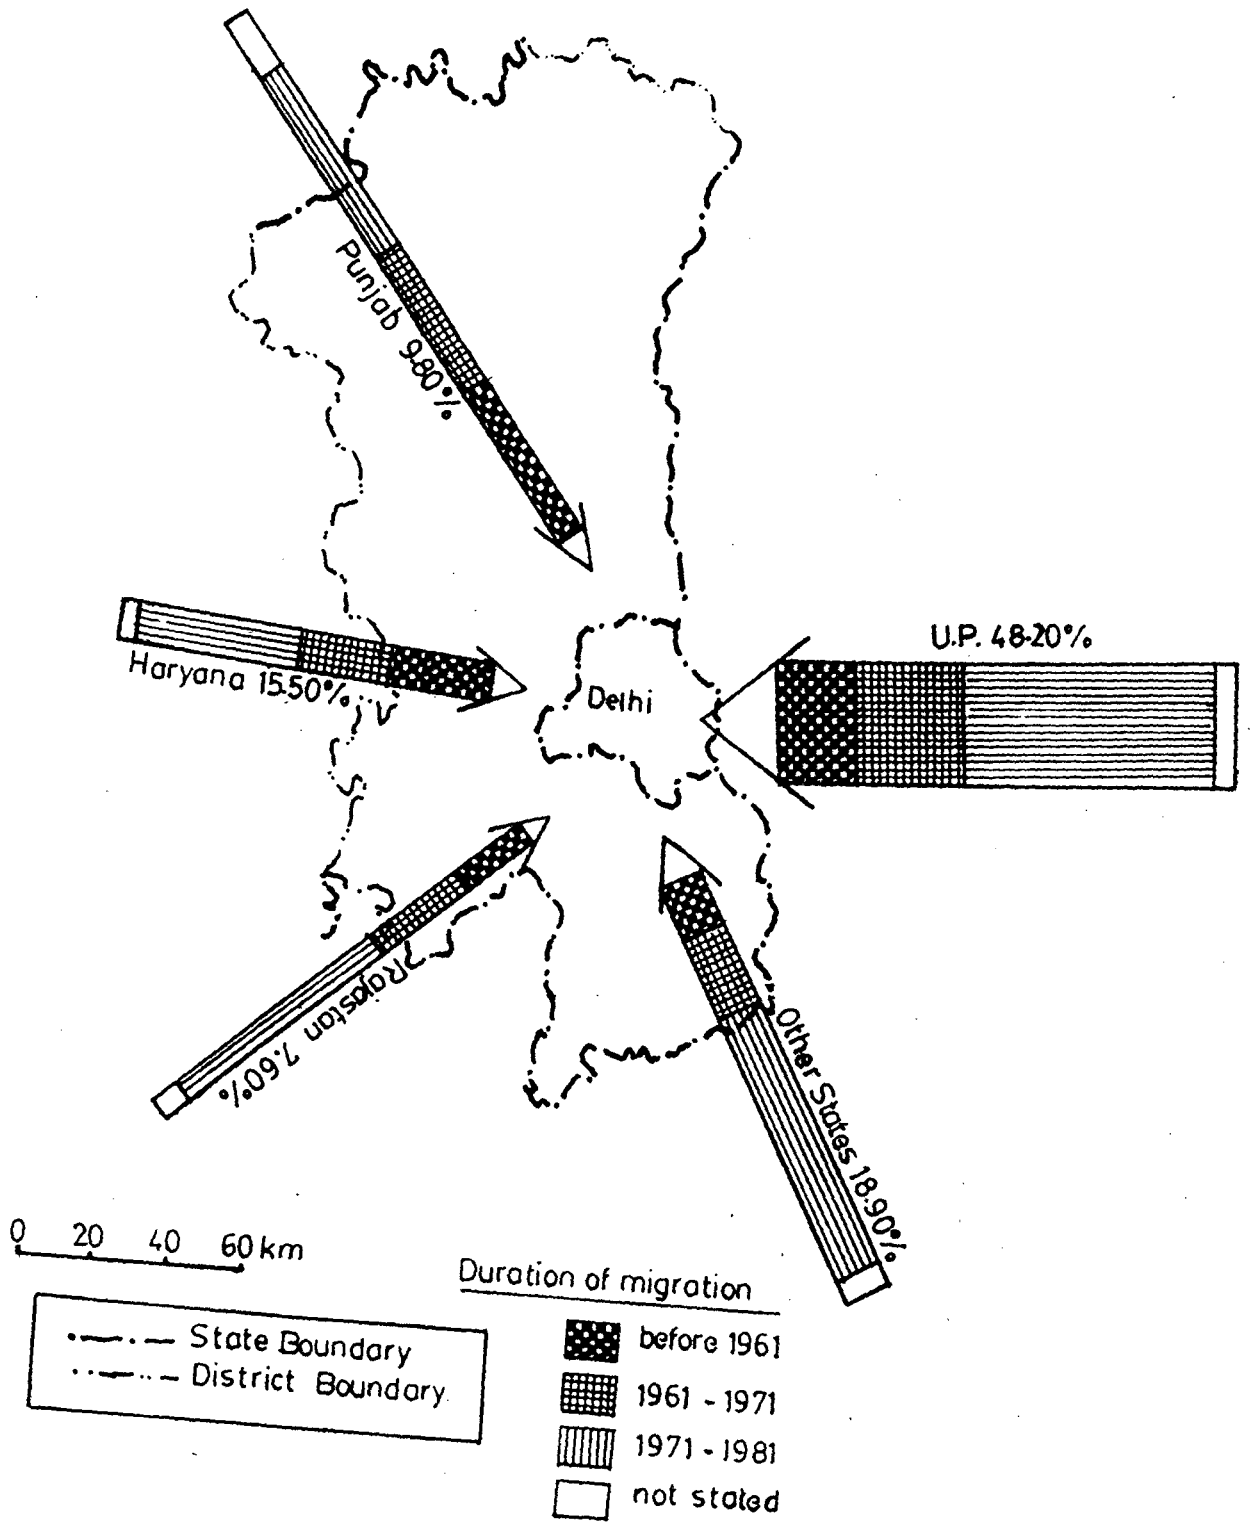 Punjab 9.80%
U.P. 48.20%
Haryana 15.50%
Delhi
Rajastan 7.60%
Other States 18.90%
0 20 40 60 km
State Boundary
District Boundary
Duration of migration
before 1961
1961 - 1971
1971 - 1981
not stated